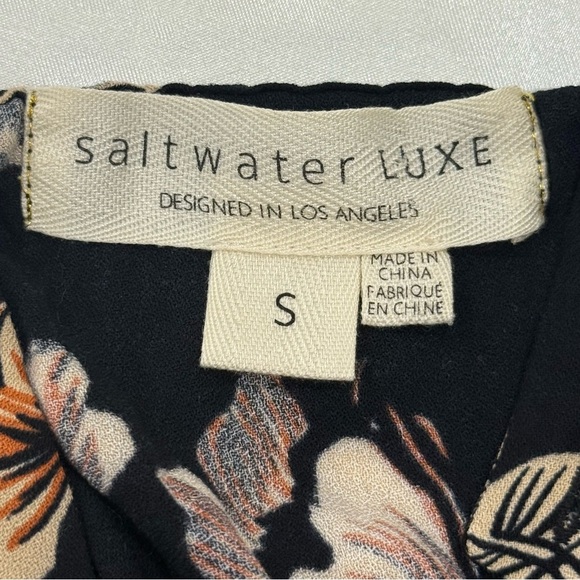 saltwater LUXE
DESIGNED IN LOS ANGELES
S
MADE IN
CHINA
FABRIQUÉ
EN CHINE